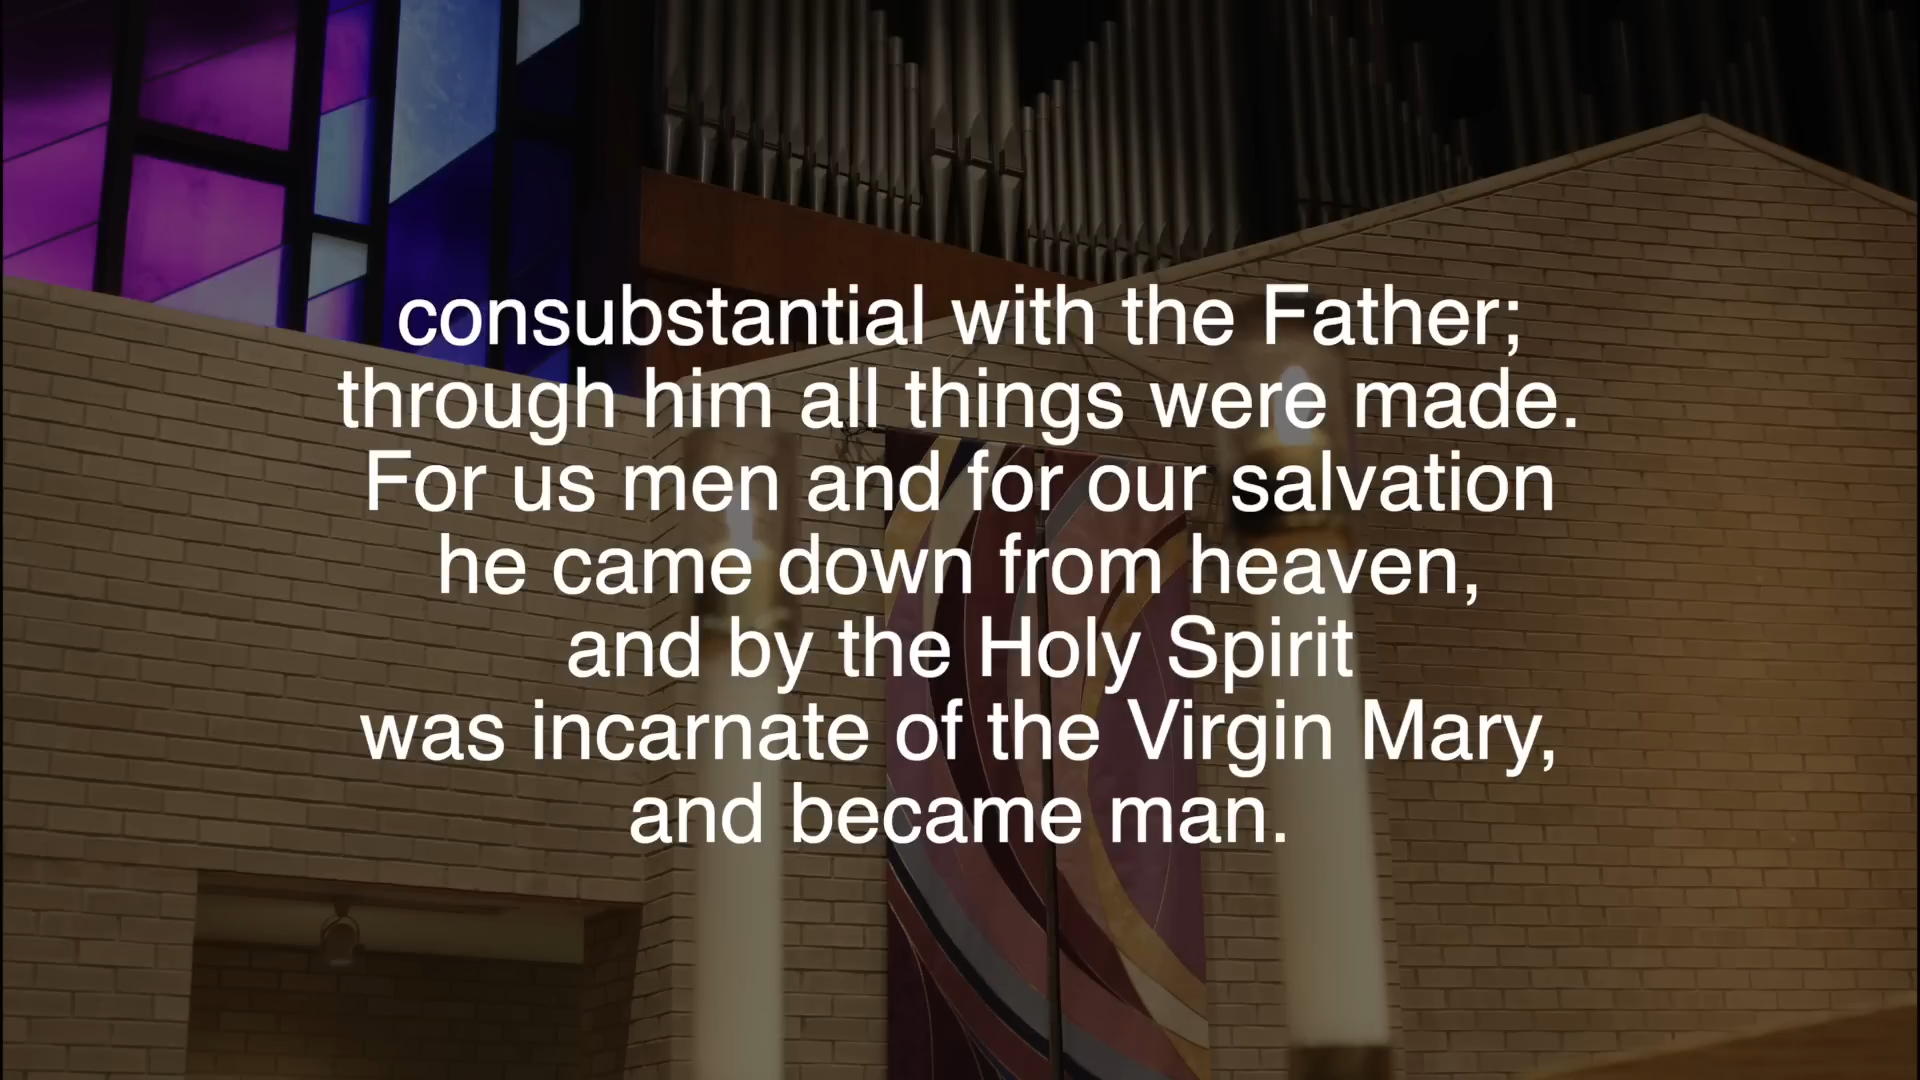 consubstantial with the Father;
through him all things were made.
For us men and for our salvation
he came down from heaven,
and by the Holy Spirit
was incarnate of the Virgin Mary,
and became man.